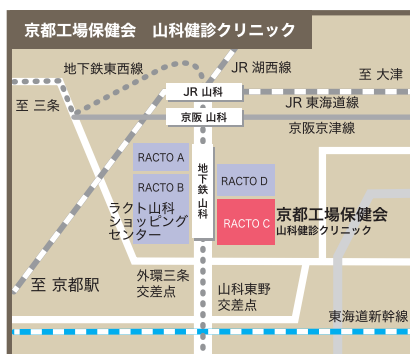 京都工場保健会 山科健診クリニック
地下鉄東西線
JR 湖西線
至 大津
JR 山科
至 三条
JR 東海道線
京阪 山科
京阪京津線
RACTO A
地下鉄 山科
RACTO B
RACTO D
ラクト山科
ショッピング
センター
RACTO C
京都工場保健会
山科健診クリニック
外環三条
交差点
至 京都駅
山科東野
交差点
東海道新幹線